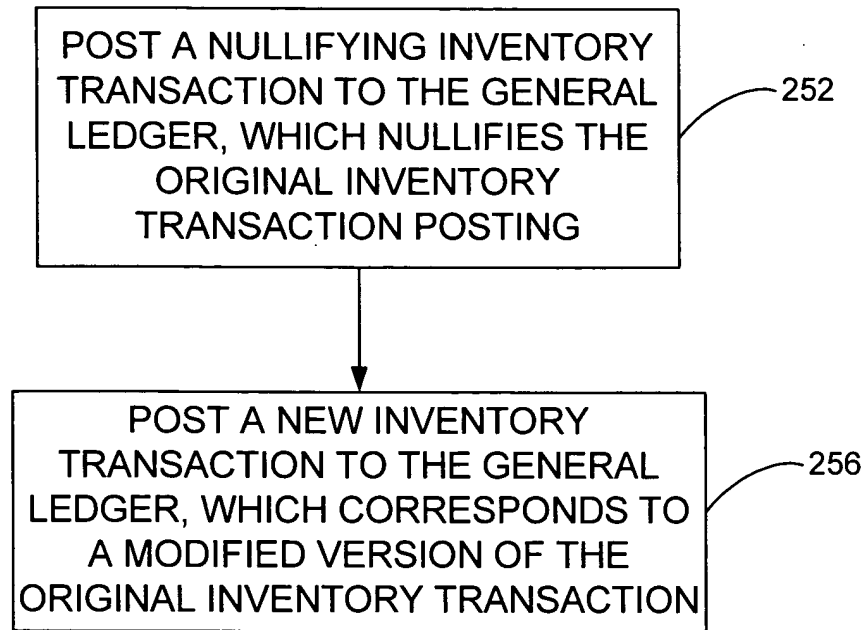 POST A NULLIFYING INVENTORY
TRANSACTION TO THE GENERAL
LEDGER, WHICH NULLIFIES THE
ORIGINAL INVENTORY
TRANSACTION POSTING
252
POST A NEW INVENTORY
TRANSACTION TO THE GENERAL
LEDGER, WHICH CORRESPONDS TO
A MODIFIED VERSION OF THE
ORIGINAL INVENTORY TRANSACTION
256